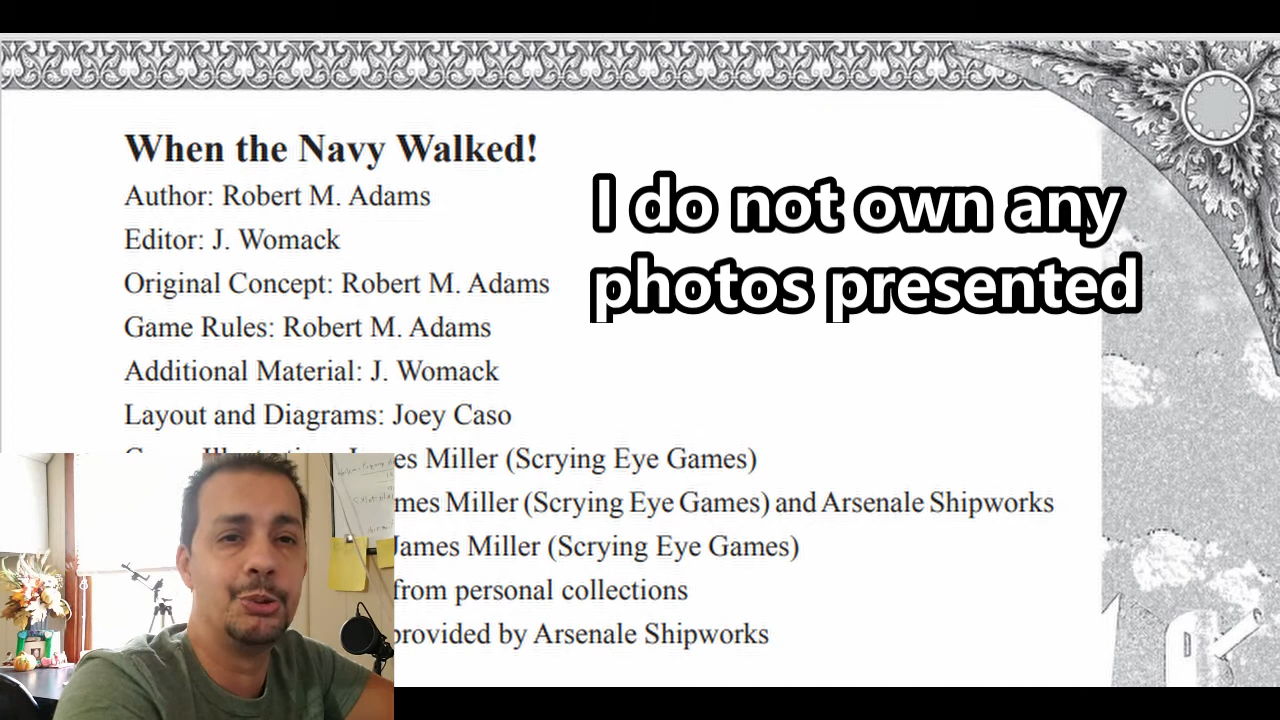 When the Navy Walked!
Author: Robert M. Adams
Editor: J. Womack
Original Concept: Robert M. Adams
Game Rules: Robert M. Adams
Additional Material: J. Womack
Layout and Diagrams: Joey Caso
es Miller (Scrying Eye Games)
mes Miller (Scrying Eye Games) and Arsenale Shipworks
James Miller (Scrying Eye Games)
from personal collections
provided by Arsenale Shipworks
I do not own any
photos presented